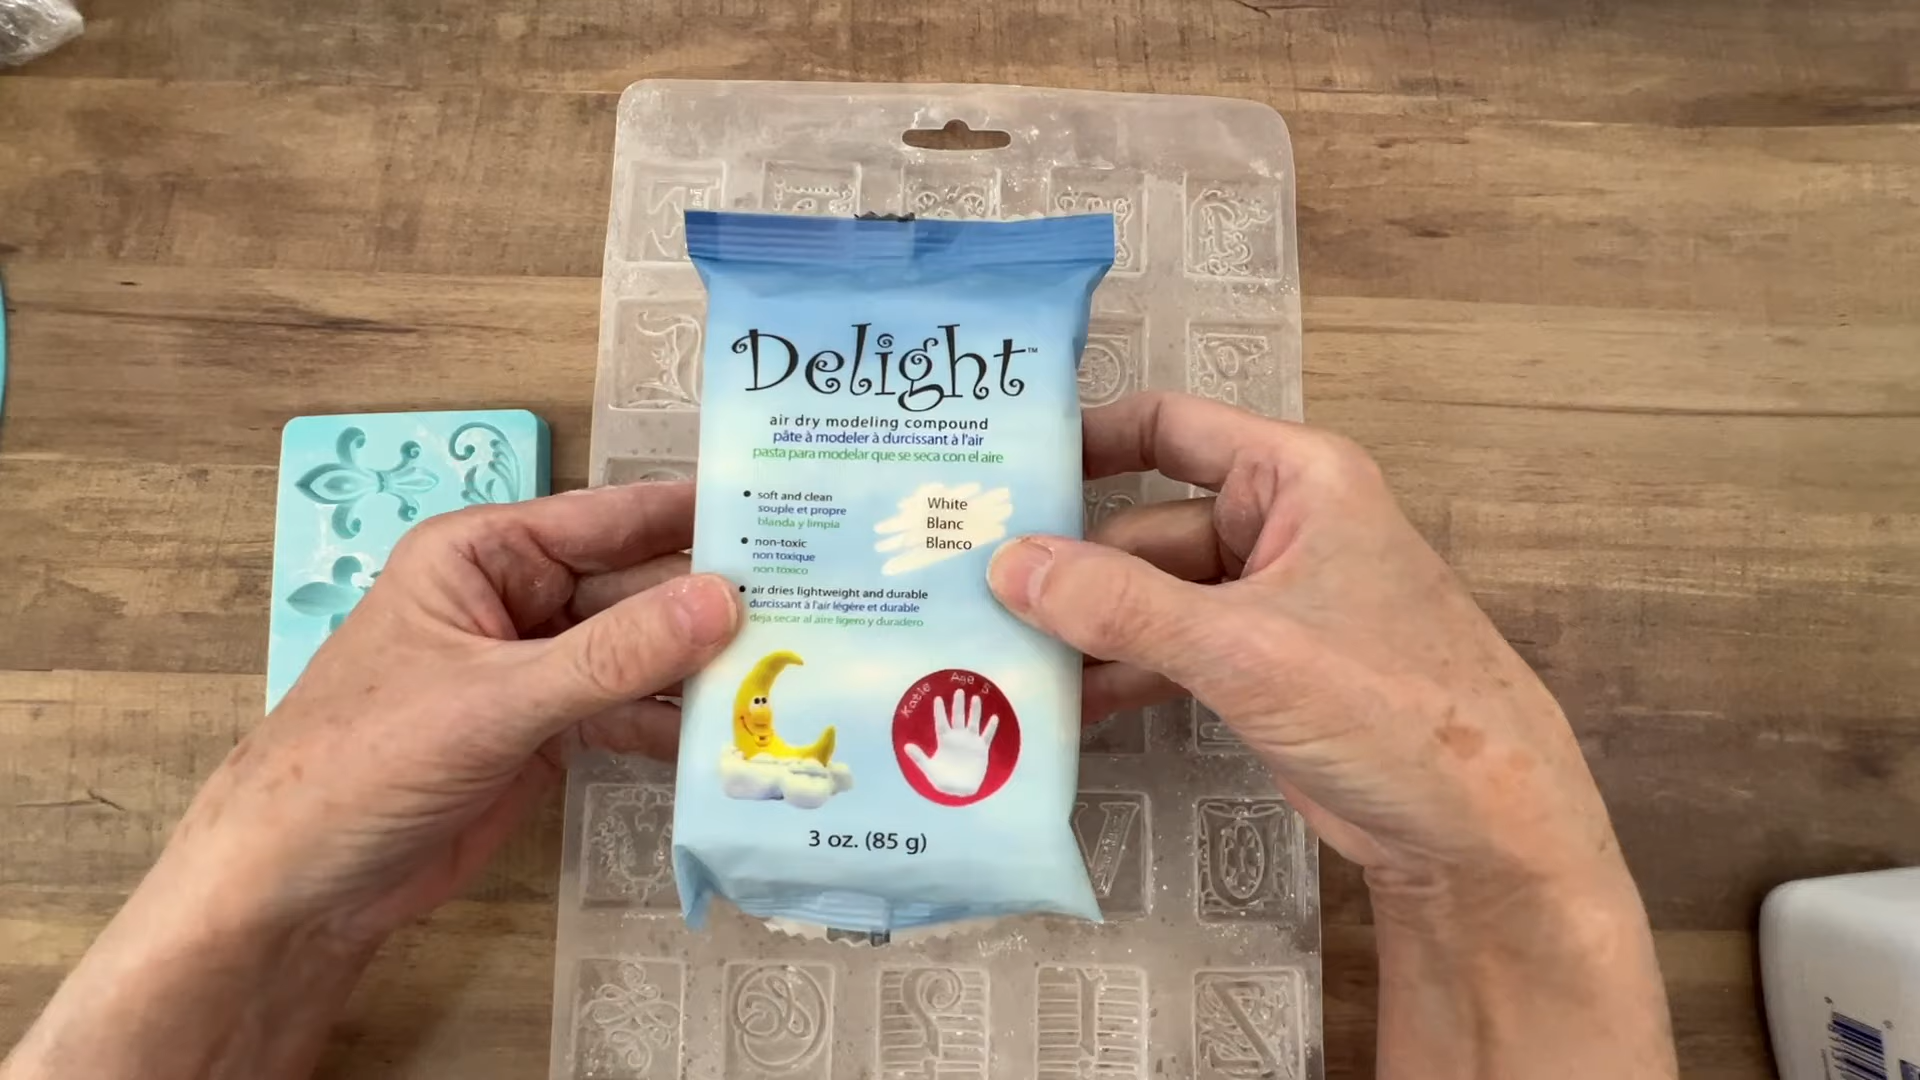 Delight™
air dry modeling compound
pâte à modeler à durcissant à l'air
pasta para modelar que se seca con el aire
• soft and clean
souple et propre
blanda y limpia
• non-toxic
non toxique
non tóxico
• air dries lightweight and durable
durcissant à l'air légère et durable
deja secar al aire ligero y duradero
White
Blanc
Blanco
Katie Age 5
3 oz. (85 g)